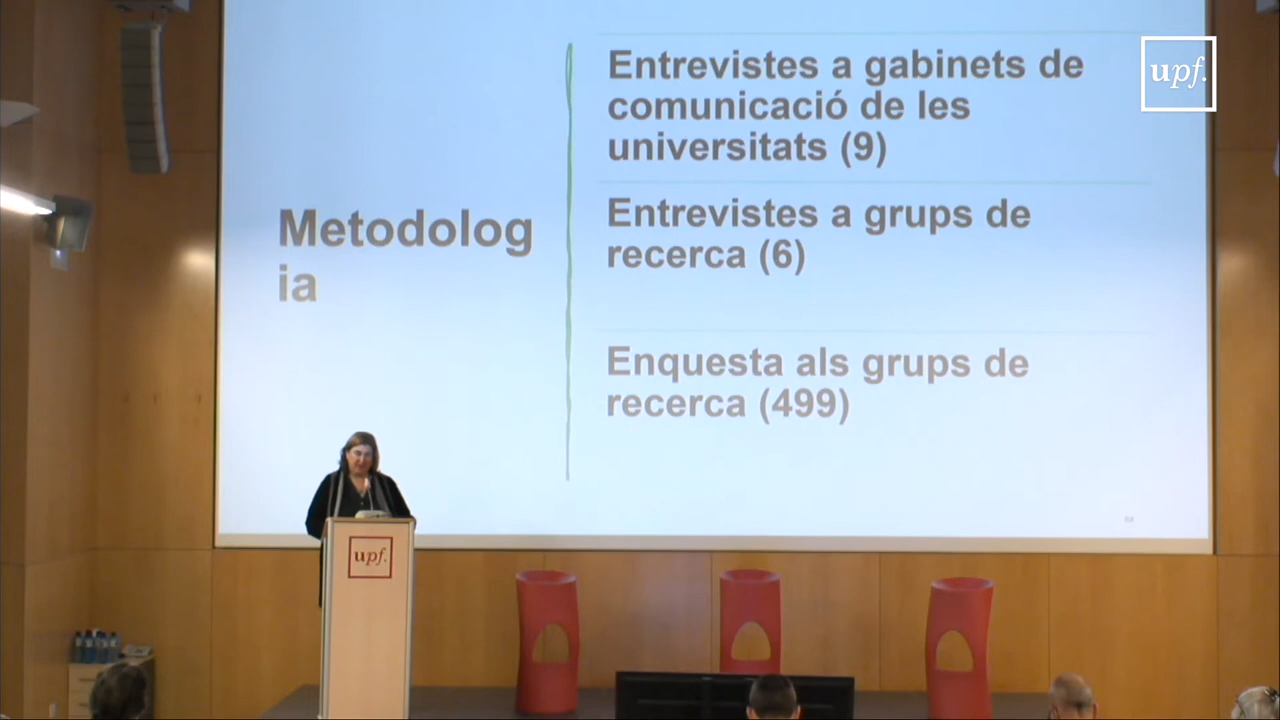 Entrevistes a gabinets de
comunicació de les
universitats (9)
upf.
Metodolog
ia
Entrevistes a grups de
recerca (6)
Enquesta als grups de
recerca (499)
upf.